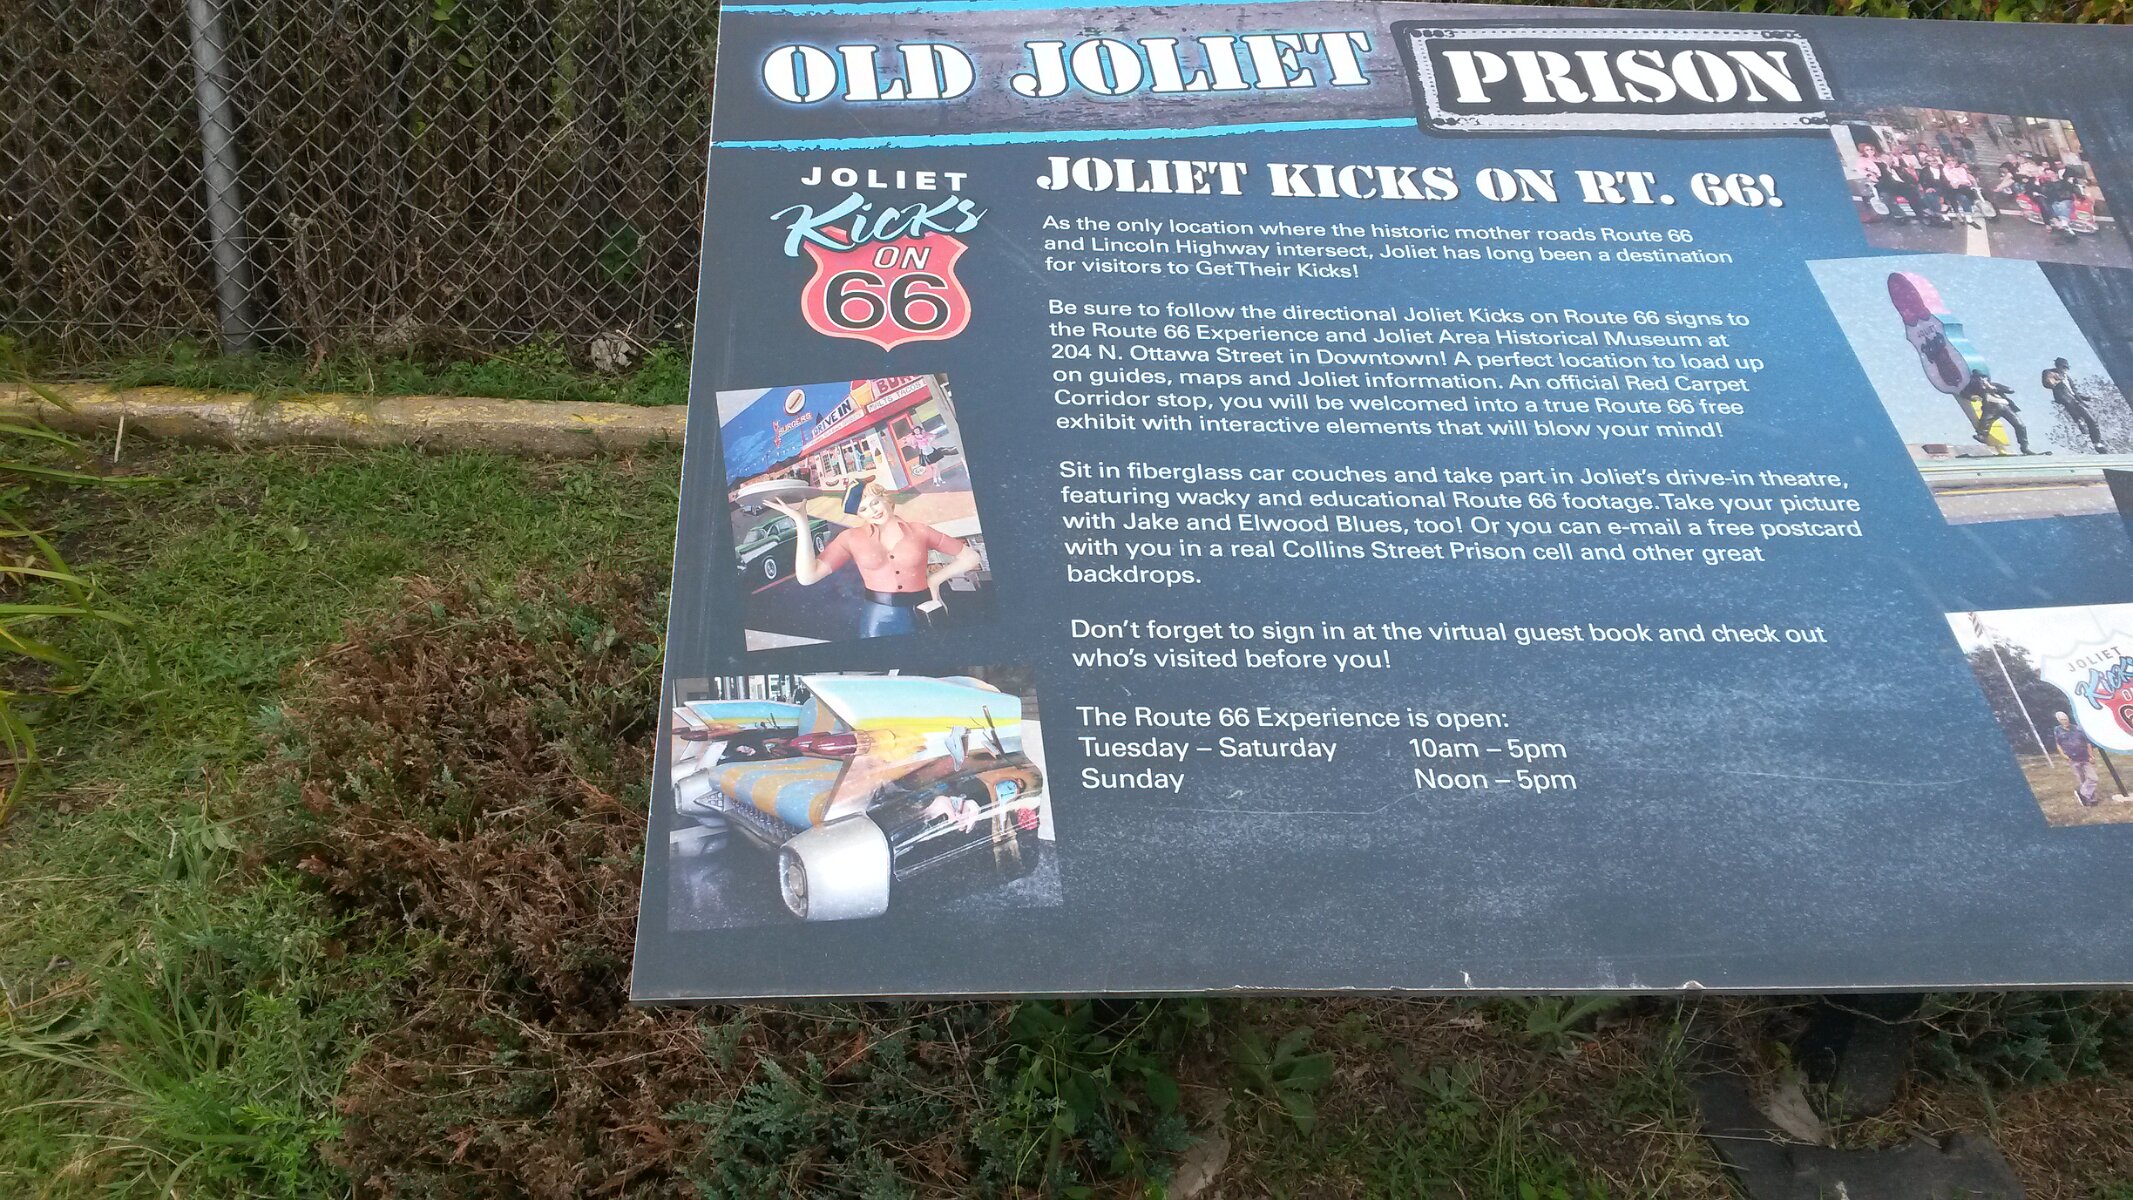 OLD JOLIET PRISON
JOLIET
Kicks
ON
66
JOLIET KICKS ON RT. 66!
As the only location where the historic mother roads Route 66
and Lincoln Highway intersect, Joliet has long been a destination
for visitors to Get Their Kicks!
Be sure to follow the directional Joliet Kicks on Route 66 signs to
the Route 66 Experience and Joliet Area Historical Museum at
204 N. Ottawa Street in Downtown! A perfect location to load up
on guides, maps and Joliet information. An official Red Carpet
Corridor stop, you will be welcomed into a true Route 66 free
exhibit with interactive elements that will blow your mind!
Sit in fiberglass car couches and take part in Joliet's drive-in theatre,
featuring wacky and educational Route 66 footage. Take your picture
with Jake and Elwood Blues, too! Or you can e-mail a free postcard
with you in a real Collins Street Prison cell and other great
backdrops.
Don't forget to sign in at the virtual guest book and check out
who's visited before you!
The Route 66 Experience is open:
Tuesday – Saturday 10am – 5pm
Sunday Noon – 5pm
DRIVE IN
JOLIET